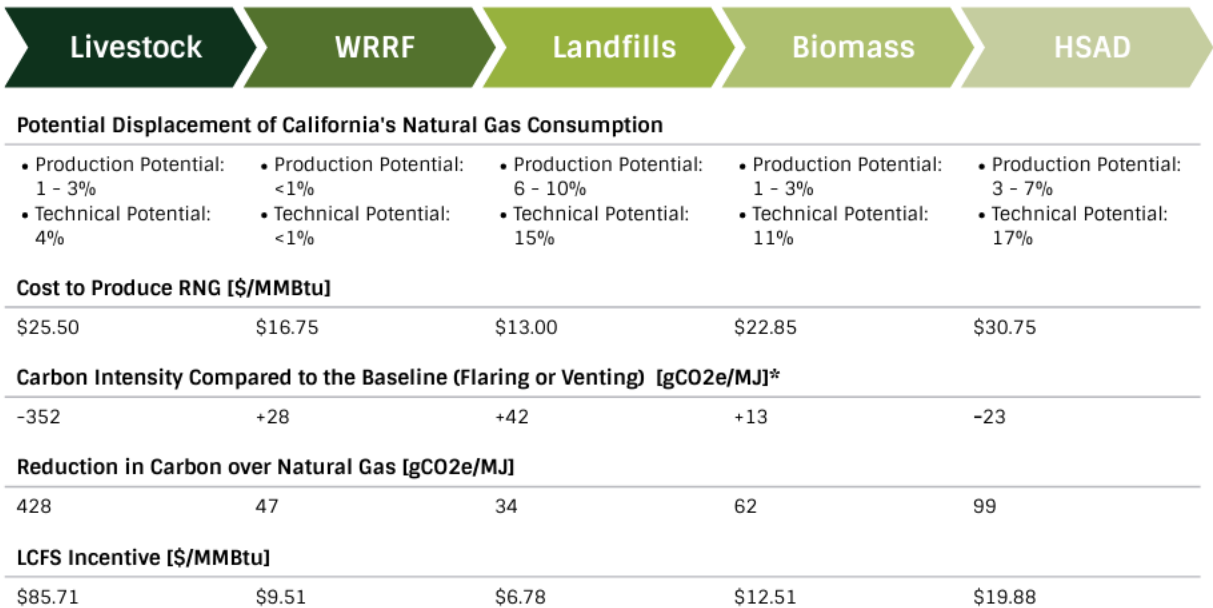 Livestock WRRF Landfills Biomass HSAD
Potential Displacement of California's Natural Gas Consumption
• Production Potential: • Production Potential: • Production Potential: • Production Potential: • Production Potential:
1 - 3% <1% 6 - 10% 1 - 3% 3 - 7%
• Technical Potential: • Technical Potential: • Technical Potential: • Technical Potential: • Technical Potential:
4% <1% 15% 11% 17%
Cost to Produce RNG [$/MMBtu]
$25.50 $16.75 $13.00 $22.85 $30.75
Carbon Intensity Compared to the Baseline (Flaring or Venting) [gCO2e/MJ]*
-352 +28 +42 +13 -23
Reduction in Carbon over Natural Gas [gCO2e/MJ]
428 47 34 62 99
LCFS Incentive [$/MMBtu]
$85.71 $9.51 $6.78 $12.51 $19.88